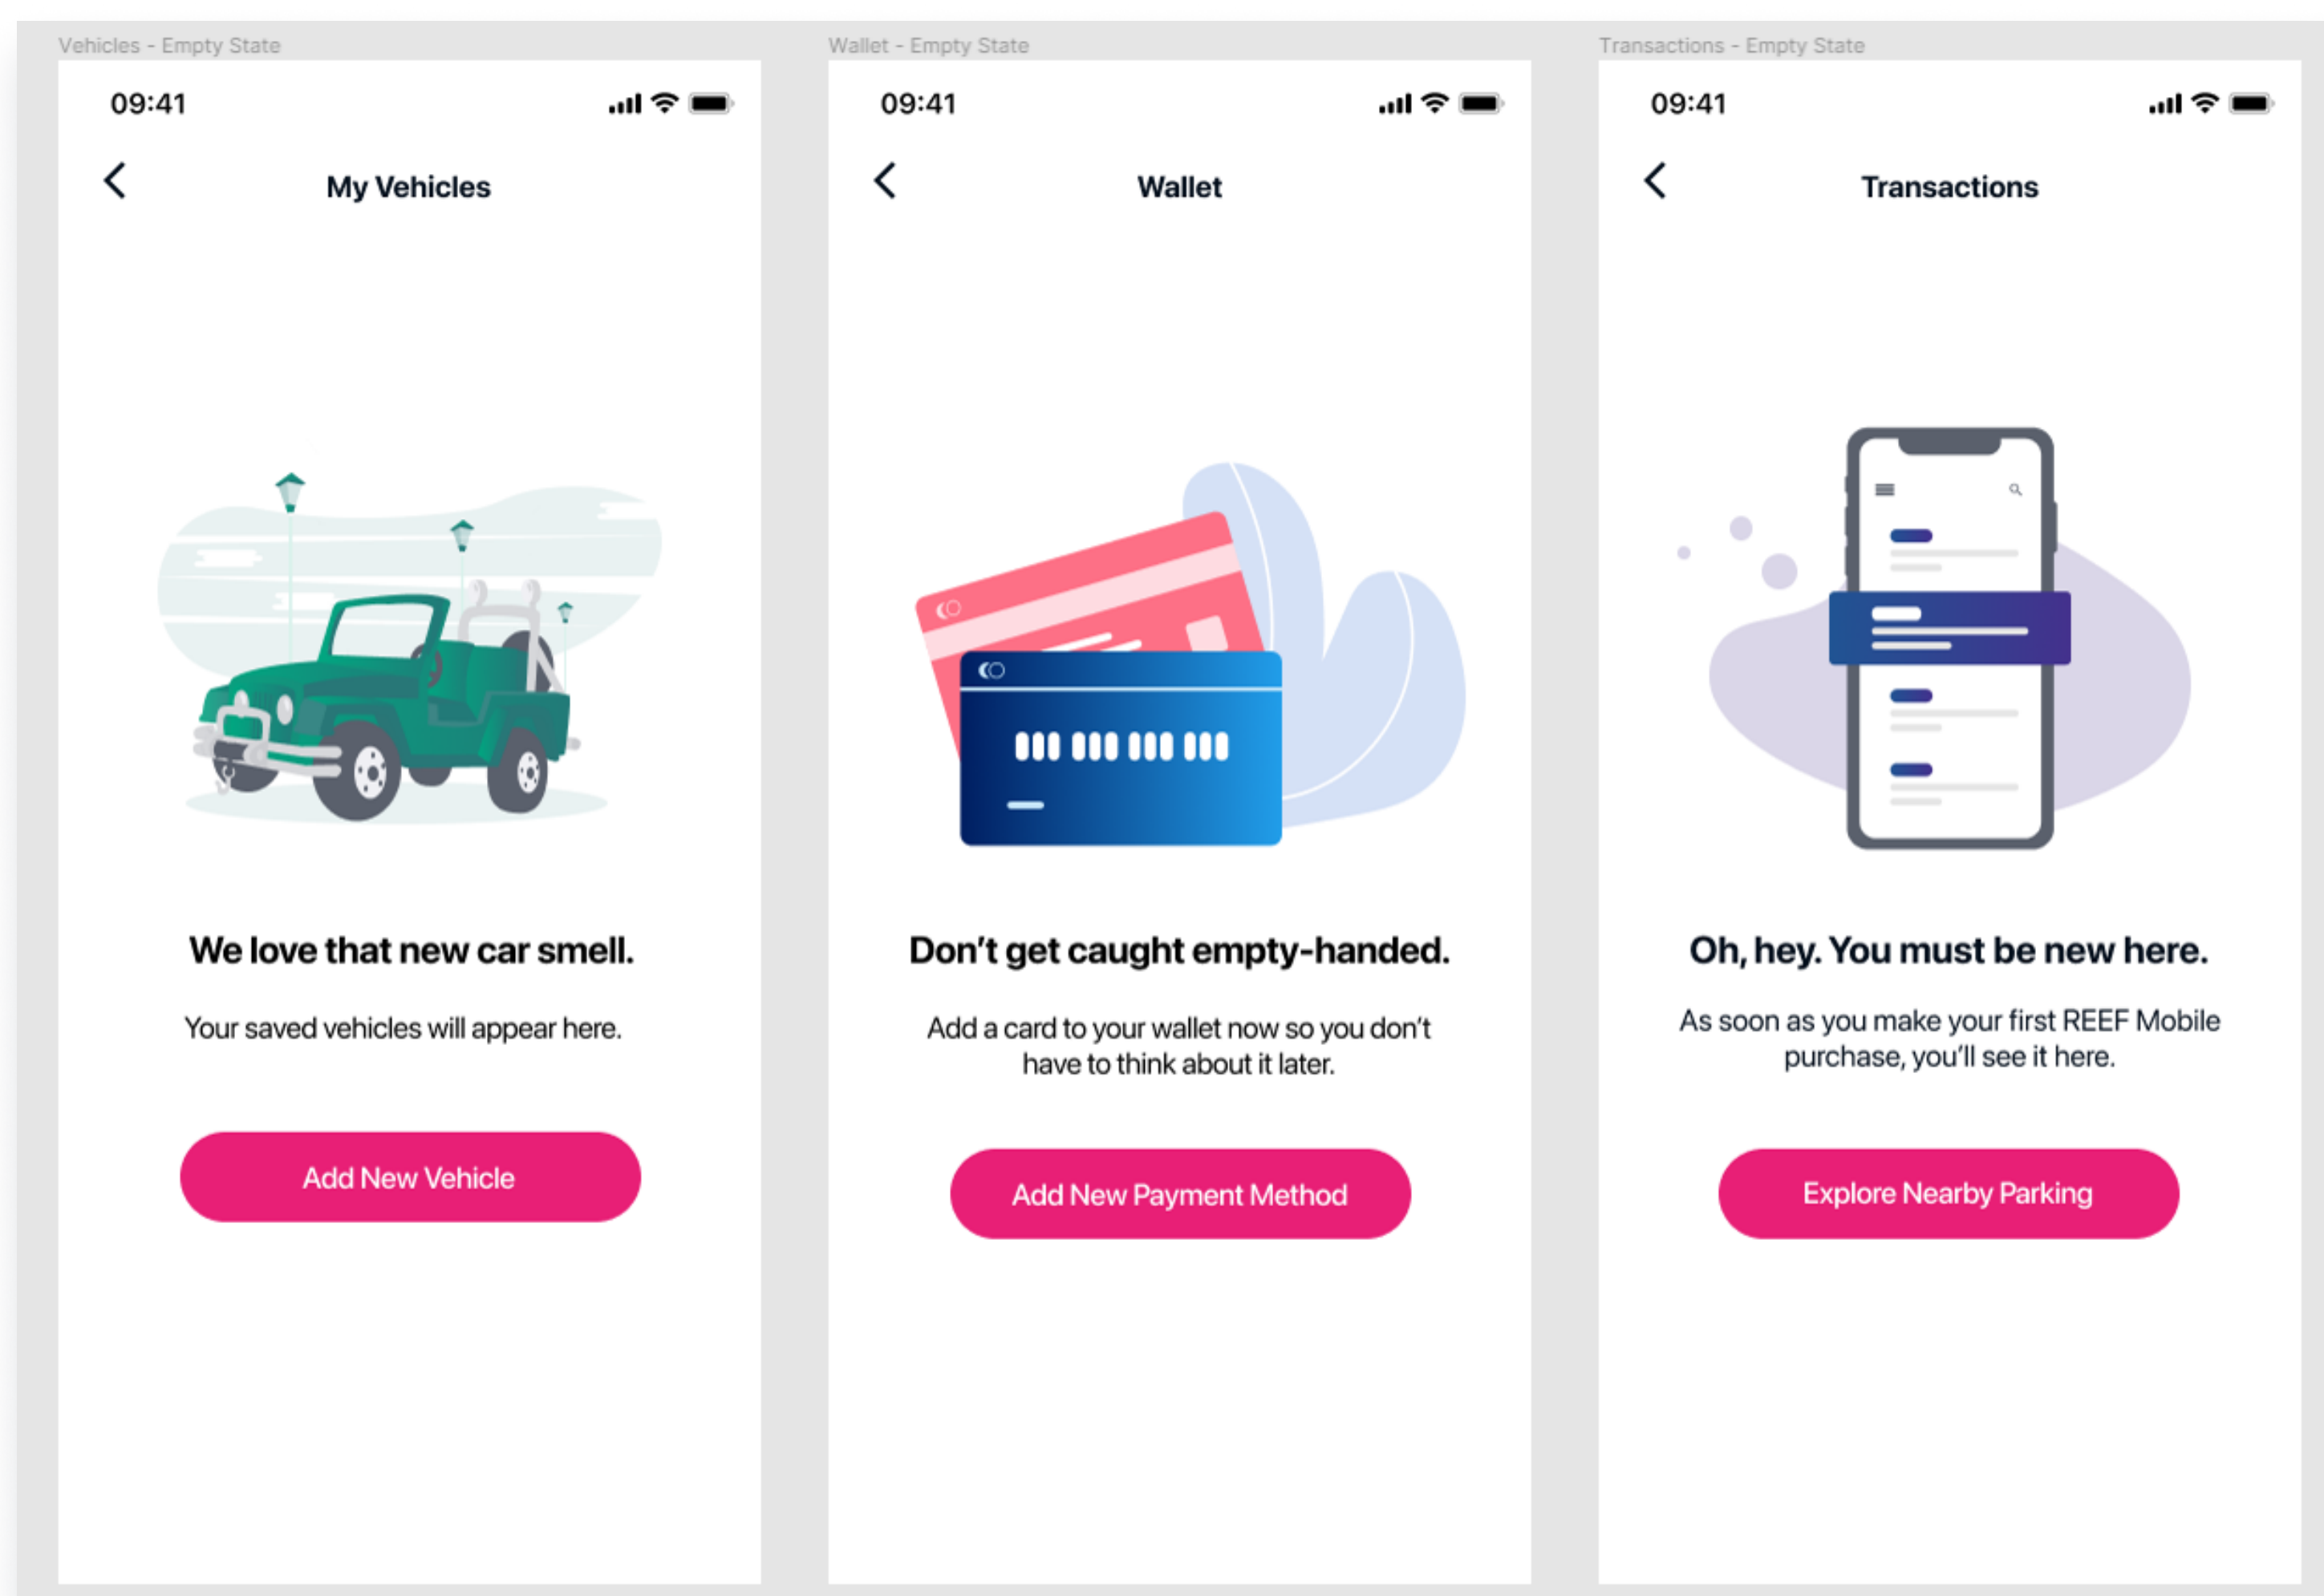 Vehicles - Empty State
09:41
My Vehicles
We love that new car smell.
Your saved vehicles will appear here.
Add New Vehicle
Wallet - Empty State
09:41
Wallet
Don’t get caught empty-handed.
Add a card to your wallet now so you don’t
have to think about it later.
Add New Payment Method
Transactions - Empty State
09:41
Transactions
Oh, hey. You must be new here.
As soon as you make your first REEF Mobile
purchase, you’ll see it here.
Explore Nearby Parking